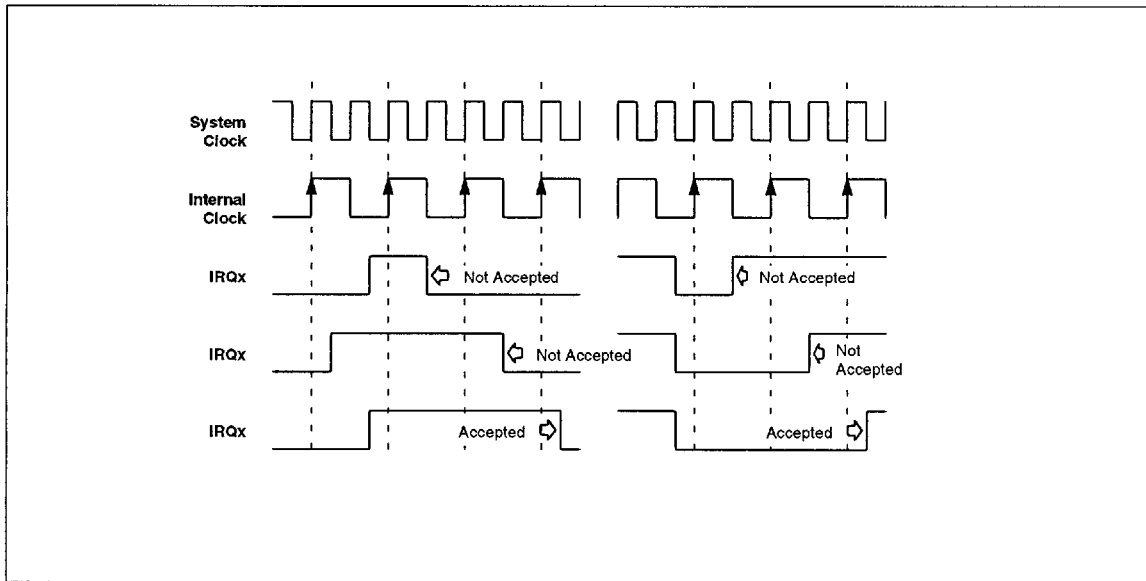 System
Clock
Internal
Clock
IRQx
Not Accepted
Not Accepted
IRQx
Not Accepted
Not
Accepted
IRQx
Accepted
Accepted